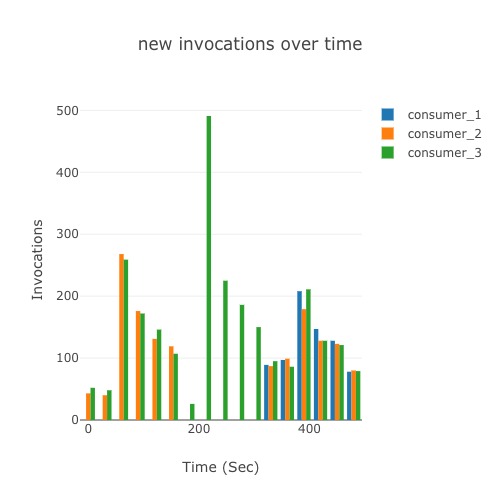 new invocations over time
consumer_1
consumer_2
consumer_3
Invocations
500
400
300
200
100
0
0
200
400
Time (Sec)